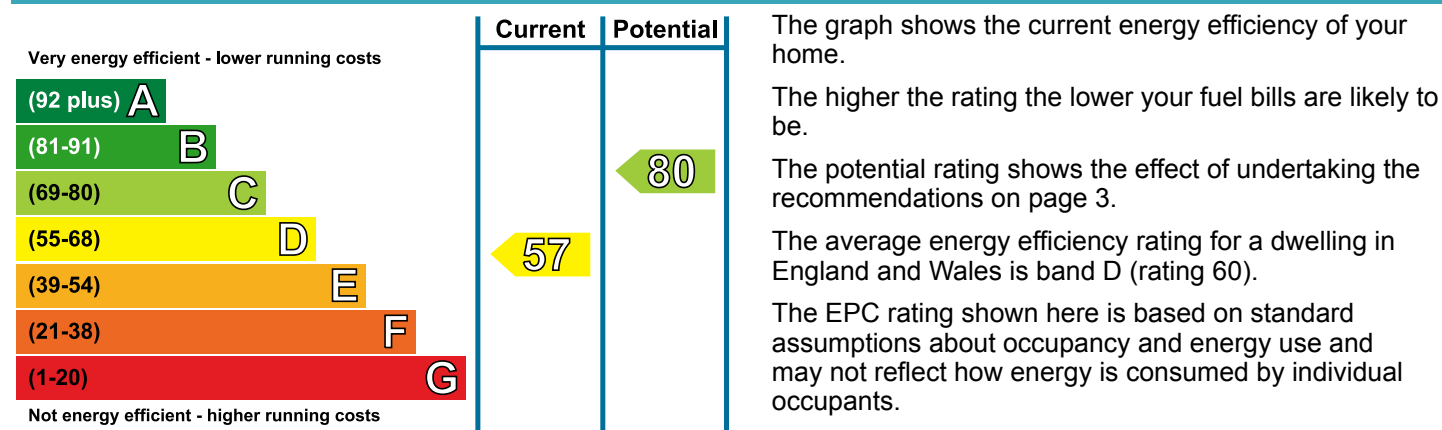 Current Potential
Very energy efficient - lower running costs
(92 plus) A
(81-91) B
(69-80) C
(55-68) D
(39-54) E
(21-38) F
(1-20) G
Not energy efficient - higher running costs
80
57
The graph shows the current energy efficiency of your
home.
The higher the rating the lower your fuel bills are likely to
be.
The potential rating shows the effect of undertaking the
recommendations on page 3.
The average energy efficiency rating for a dwelling in
England and Wales is band D (rating 60).
The EPC rating shown here is based on standard
assumptions about occupancy and energy use and
may not reflect how energy is consumed by individual
occupants.